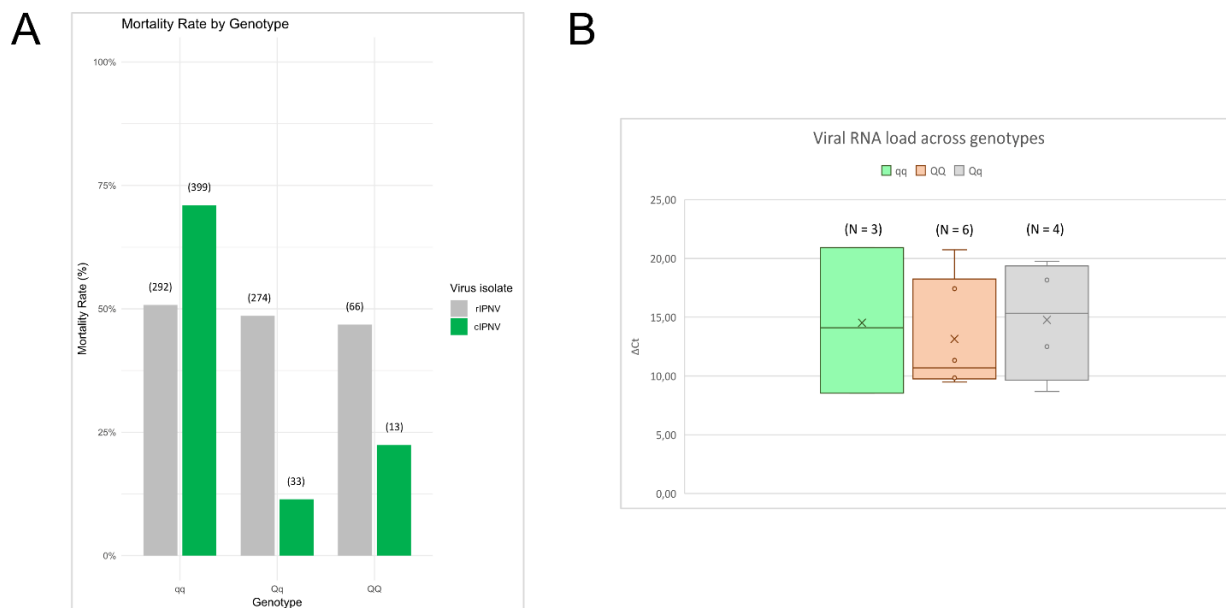 A
Mortality Rate by Genotype
100%
75%
50%
25%
0%
Mortality Rate (%)
(292)
(399)
(274)
(33)
(66)
(13)
qq
Qq
QQ
Genotype
Virus isolate
rIPNV
cIPNV
B
Viral RNA load across genotypes
qq QQ Qq
25,00
20,00
15,00
10,00
5,00
0,00
ΔCt
(N = 3)
(N = 6)
(N = 4)